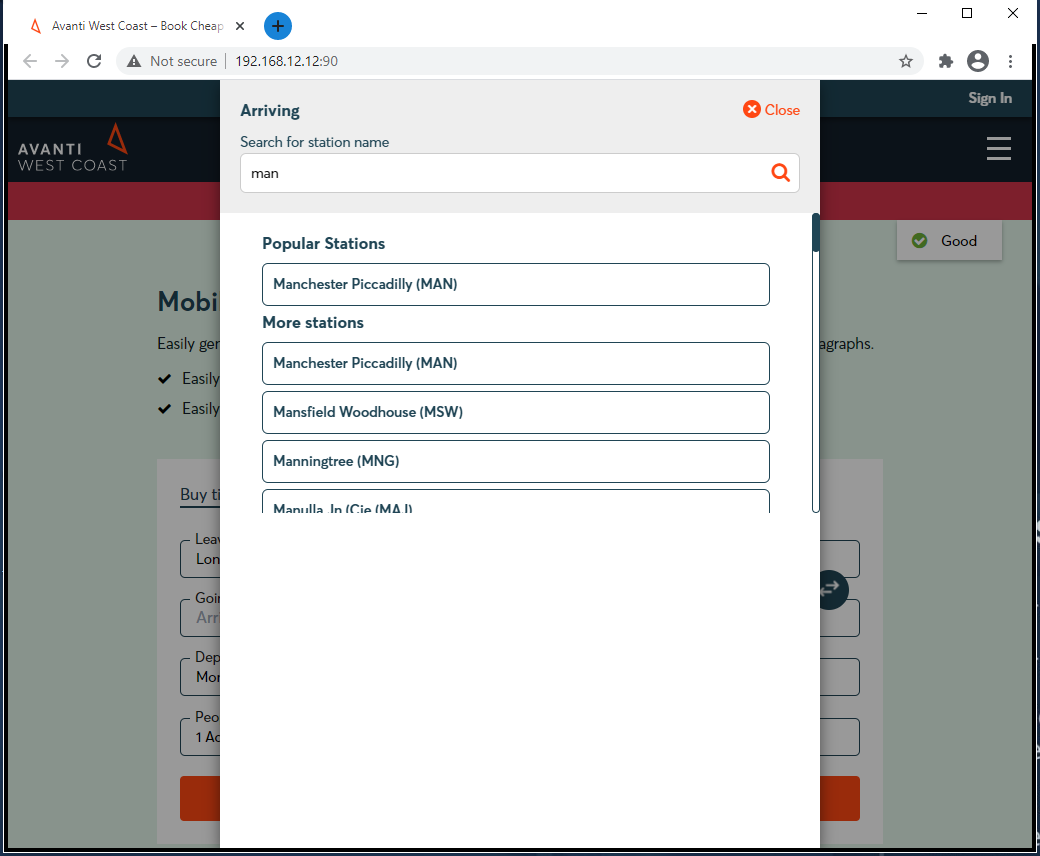 Avanti West Coast – Book Cheap
Not secure
192.168.12.12:90
Sign In
AVANTI
WEST COAST
Arriving
Close
Search for station name
man
Popular Stations
Manchester Piccadilly (MAN)
More stations
Manchester Piccadilly (MAN)
Mansfield Woodhouse (MSW)
Manningtree (MNG)
Manulla Jn (Cie (MAJ)
Good
Mobi
Easily ger
agraphs.
Easily
Easily
Buy ti
Leav
Lon
Goir
Arri
Dep
Mor
Peo
1 Ac